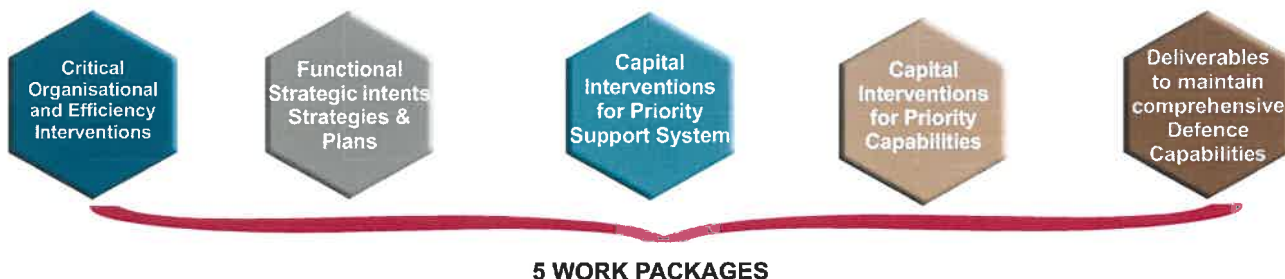 Critical
Organisational
and Efficiency
Interventions
Functional
Strategic intents
Strategies &
Plans
Capital
Interventions
for Priority
Support System
Capital
Interventions
for Priority
Capabilities
Deliverables
to maintain
comprehensive
Defence
Capabilities
5 WORK PACKAGES